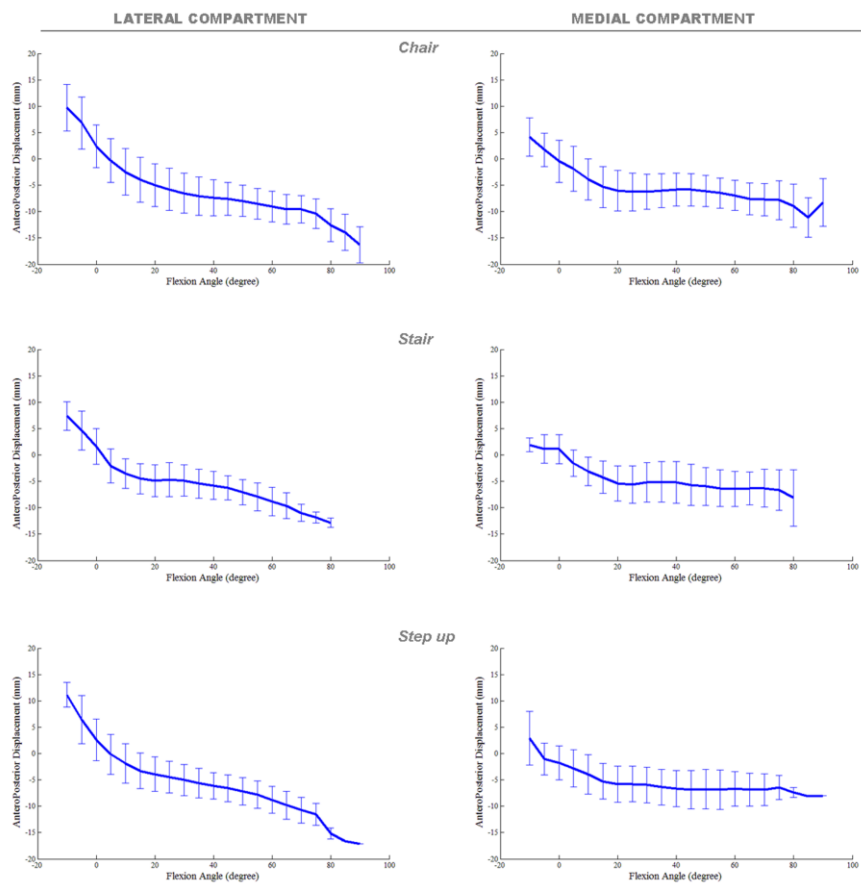 LATERAL COMPARTMENT MEDIAL COMPARTMENT
Chair
AnteroPosterior Displacement (mm)
20
15
10
5
0
-5
-10
-15
-20
-20 0 20 40 60 80 100
Flexion Angle (degree)
AnteroPosterior Displacement (mm)
20
15
10
5
0
-5
-10
-15
-20
-20 0 20 40 60 80 100
Flexion Angle (degree)
Stair
AnteroPosterior Displacement (mm)
20
15
10
5
0
-5
-10
-15
-20
-20 0 20 40 60 80 100
Flexion Angle (degree)
AnteroPosterior Displacement (mm)
20
15
10
5
0
-5
-10
-15
-20
-20 0 20 40 60 80 100
Flexion Angle (degree)
Step up
AnteroPosterior Displacement (mm)
20
15
10
5
0
-5
-10
-15
-20
-20 0 20 40 60 80 100
Flexion Angle (degree)
AnteroPosterior Displacement (mm)
20
15
10
5
0
-5
-10
-15
-20
-20 0 20 40 60 80 100
Flexion Angle (degree)